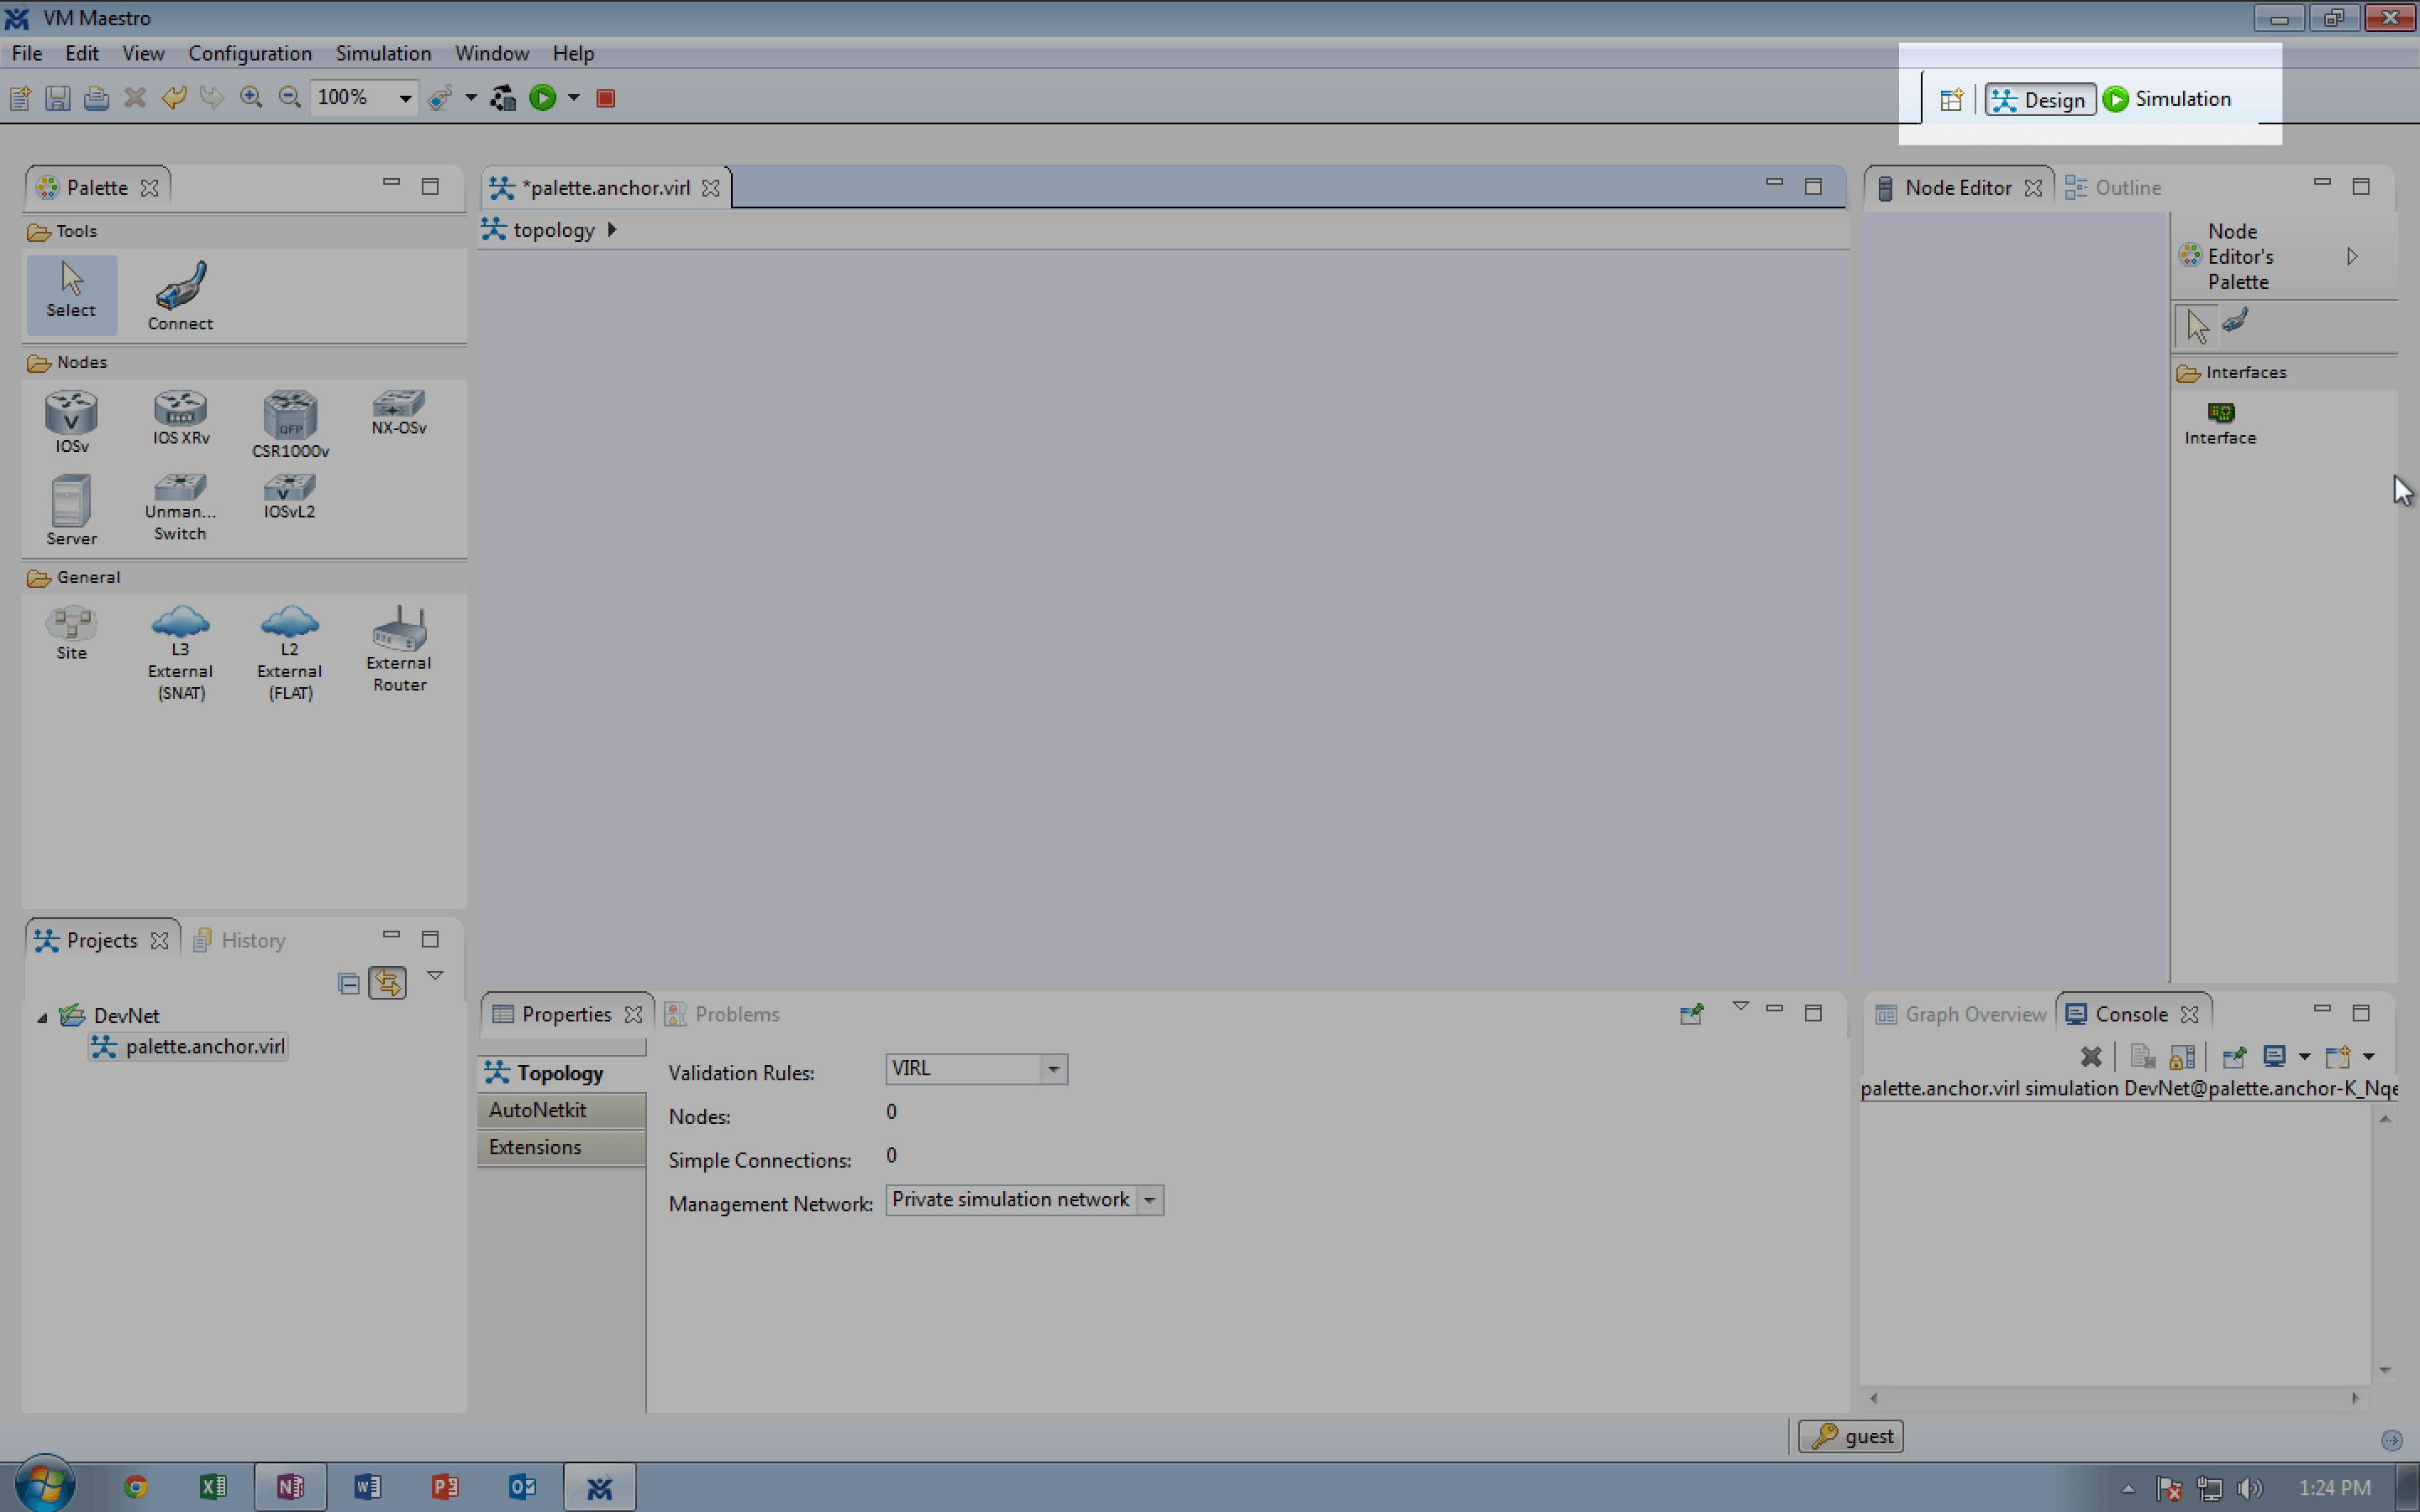 VM Maestro
File Edit View Configuration Simulation Window Help
100%
Design Simulation
Palette
Tools
Select
Connect
Nodes
IOSv
IOS XRv
QFP
CSR1000v
NX-OSv
Server
Unman...
Switch
IOSvL2
General
Site
L3
External
(SNAT)
L2
External
(FLAT)
External
Router
*palette.anchor.virl
topology
Node Editor Outline
Node
Editor's
Palette
Interfaces
Interface
Projects History
DevNet
palette.anchor.virl
Properties Problems
Topology
AutoNetkit
Extensions
Validation Rules: VIRL
Nodes: 0
Simple Connections: 0
Management Network: Private simulation network
Graph Overview Console
palette.anchor.virl simulation DevNet@palette.anchor-K_Nqe
guest
1:24 PM